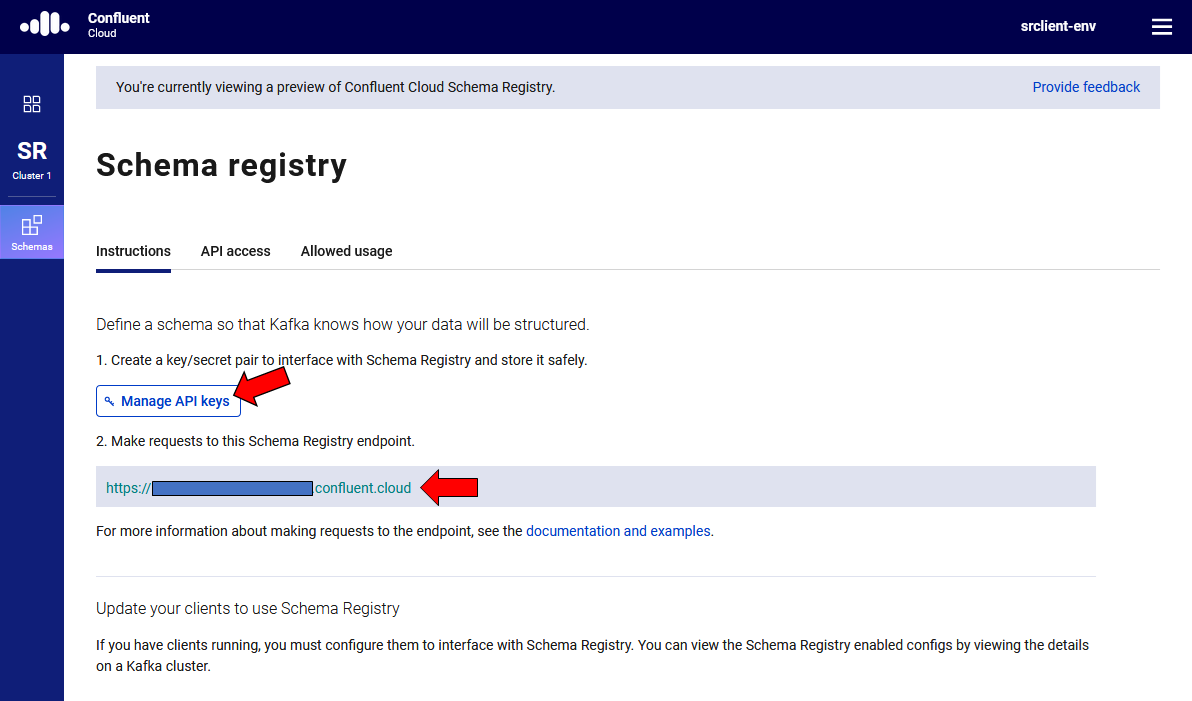 Confluent
Cloud
srclient-env
You're currently viewing a preview of Confluent Cloud Schema Registry.
Provide feedback
SR
Cluster 1
Schemas
Schema registry
Instructions
API access
Allowed usage
Define a schema so that Kafka knows how your data will be structured.
1. Create a key/secret pair to interface with Schema Registry and store it safely.
Manage API keys
2. Make requests to this Schema Registry endpoint.
https:// .confluent.cloud
For more information about making requests to the endpoint, see the documentation and examples.
Update your clients to use Schema Registry
If you have clients running, you must configure them to interface with Schema Registry. You can view the Schema Registry enabled configs by viewing the details
on a Kafka cluster.